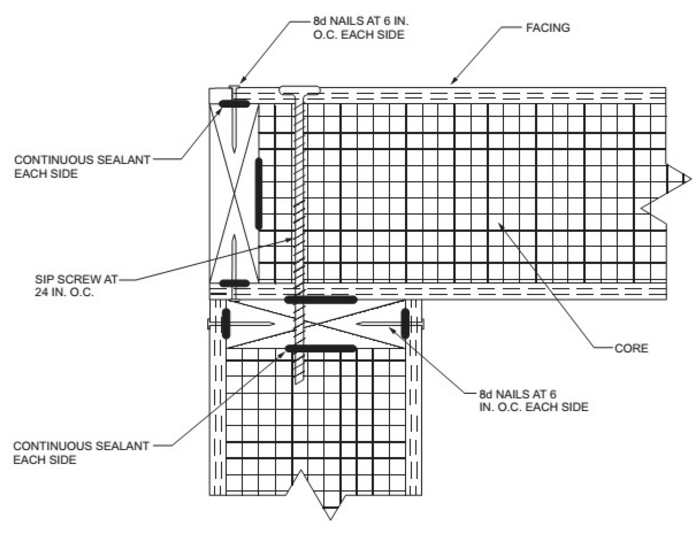 8d NAILS AT 6 IN.
O.C. EACH SIDE
FACING
CONTINUOUS SEALANT
EACH SIDE
SIP SCREW AT
24 IN. O.C.
CORE
8d NAILS AT 6
IN. O.C. EACH SIDE
CONTINUOUS SEALANT
EACH SIDE